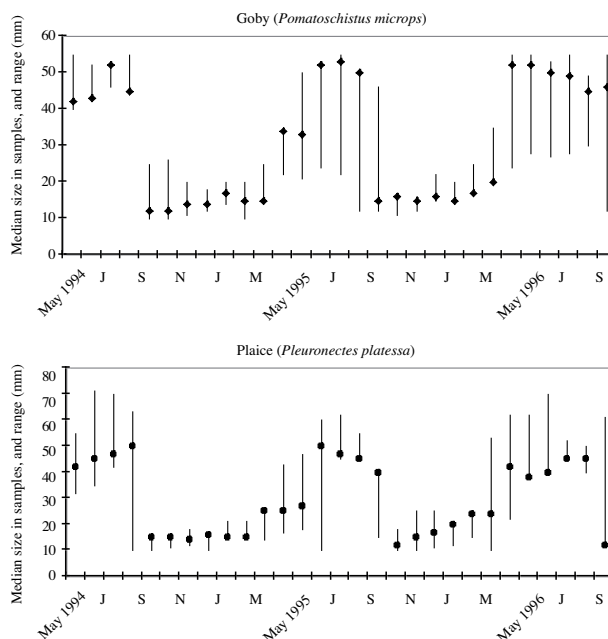 Goby (Pomatoschistus microps)
Median size in samples, and range (mm)
60
50
40
30
20
10
0
May 1994 J S N J M May 1995 J S N J M May 1996 J S
Plaice (Pleuronectes platessa)
Median size in samples, and range (mm)
80
70
60
50
40
30
20
10
0
May 1994 J S N J M May 1995 J S N J M May 1996 J S